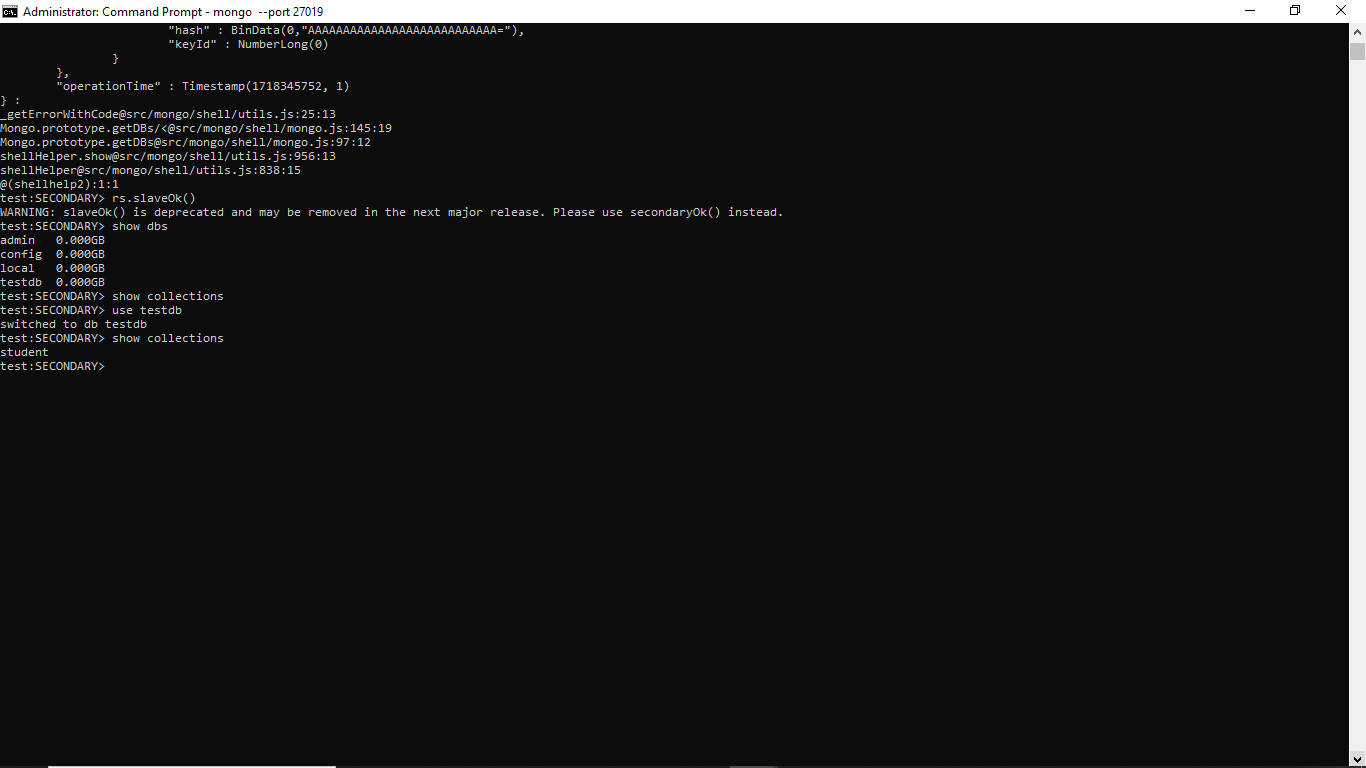 Administrator: Command Prompt - mongo  --port 27019
                        "hash" : BinData(0,"AAAAAAAAAAAAAAAAAAAAAAAAAAA="),
                        "keyId" : NumberLong(0)
                }
        },
        "operationTime" : Timestamp(1718345752, 1)
} :
_getErrorWithCode@src/mongo/shell/utils.js:25:13
Mongo.prototype.getDBs/<@src/mongo/shell/mongo.js:145:19
Mongo.prototype.getDBs@src/mongo/shell/mongo.js:97:12
shellHelper.show@src/mongo/shell/utils.js:956:13
shellHelper@src/mongo/shell/utils.js:838:15
@(shellhelp2):1:1
test:SECONDARY> rs.slaveOk()
WARNING: slaveOk() is deprecated and may be removed in the next major release. Please use secondaryOk() instead.
test:SECONDARY> show dbs
admin   0.000GB
config  0.000GB
local   0.000GB
testdb  0.000GB
test:SECONDARY> show collections
test:SECONDARY> use testdb
switched to db testdb
test:SECONDARY> show collections
student
test:SECONDARY>